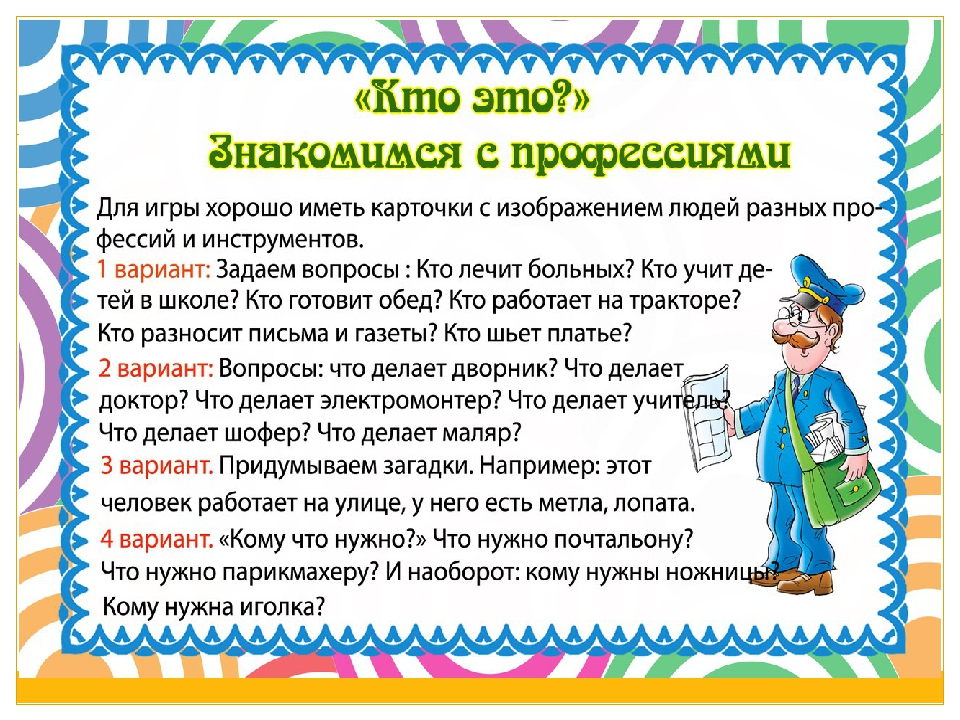 «Кто это?»
Знакомимся с профессиями
Для игры хорошо иметь карточки с изображением людей разных про-
фессий и инструментов.
1 вариант: Задаем вопросы : Кто лечит больных? Кто учит де-
тей в школе? Кто готовит обед? Кто работает на тракторе?
Кто разносит письма и газеты? Кто шьет платье?
2 вариант: Вопросы: что делает дворник? Что делает
доктор? Что делает электромонтер? Что делает учитель?
Что делает шофер? Что делает маляр?
3 вариант. Придумываем загадки. Например: этот
человек работает на улице, у него есть метла, лопата.
4 вариант. «Кому что нужно?» Что нужно почтальону?
Что нужно парикмахеру? И наоборот: кому нужны ножницы?
Кому нужна иголка?